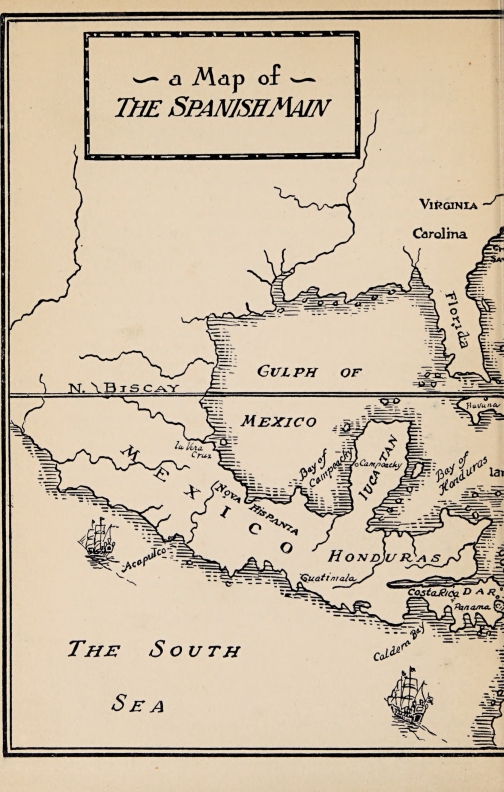 a Map of
THE SPANISH MAIN
VIRGINIA
Carolina
Florida
GULPH OF
N. BISCAY
Havana
MEXICO
la Vera
Cruz
Bay of
Campeachy
Campeachy
IUCATAN
Bay of
Honduras
MEXICO
NOVA HISPANIA
HONDURAS
Acapulco
Guatimala
Costa Rica
DAR
Panama
Caldera Bay
THE SOUTH
SEA